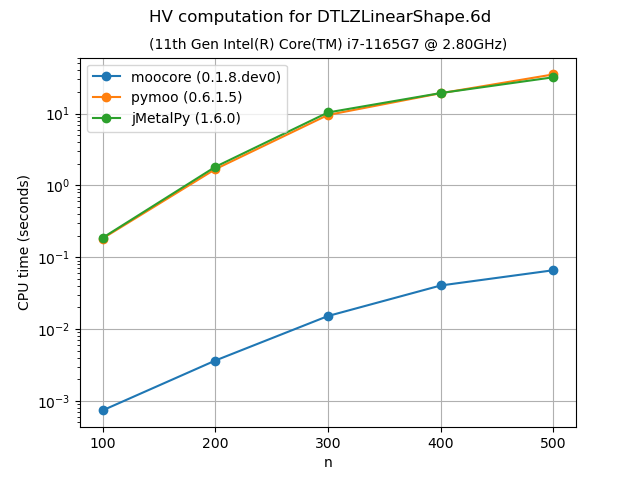 HV computation for DTLZLinearShape.6d
(11th Gen Intel(R) Core(TM) i7-1165G7 @ 2.80GHz)
moocore (0.1.8.dev0)
pymoo (0.6.1.5)
jMetalPy (1.6.0)
CPU time (seconds)
10¹
10⁰
10⁻¹
10⁻²
10⁻³
100 200 300 400 500
n